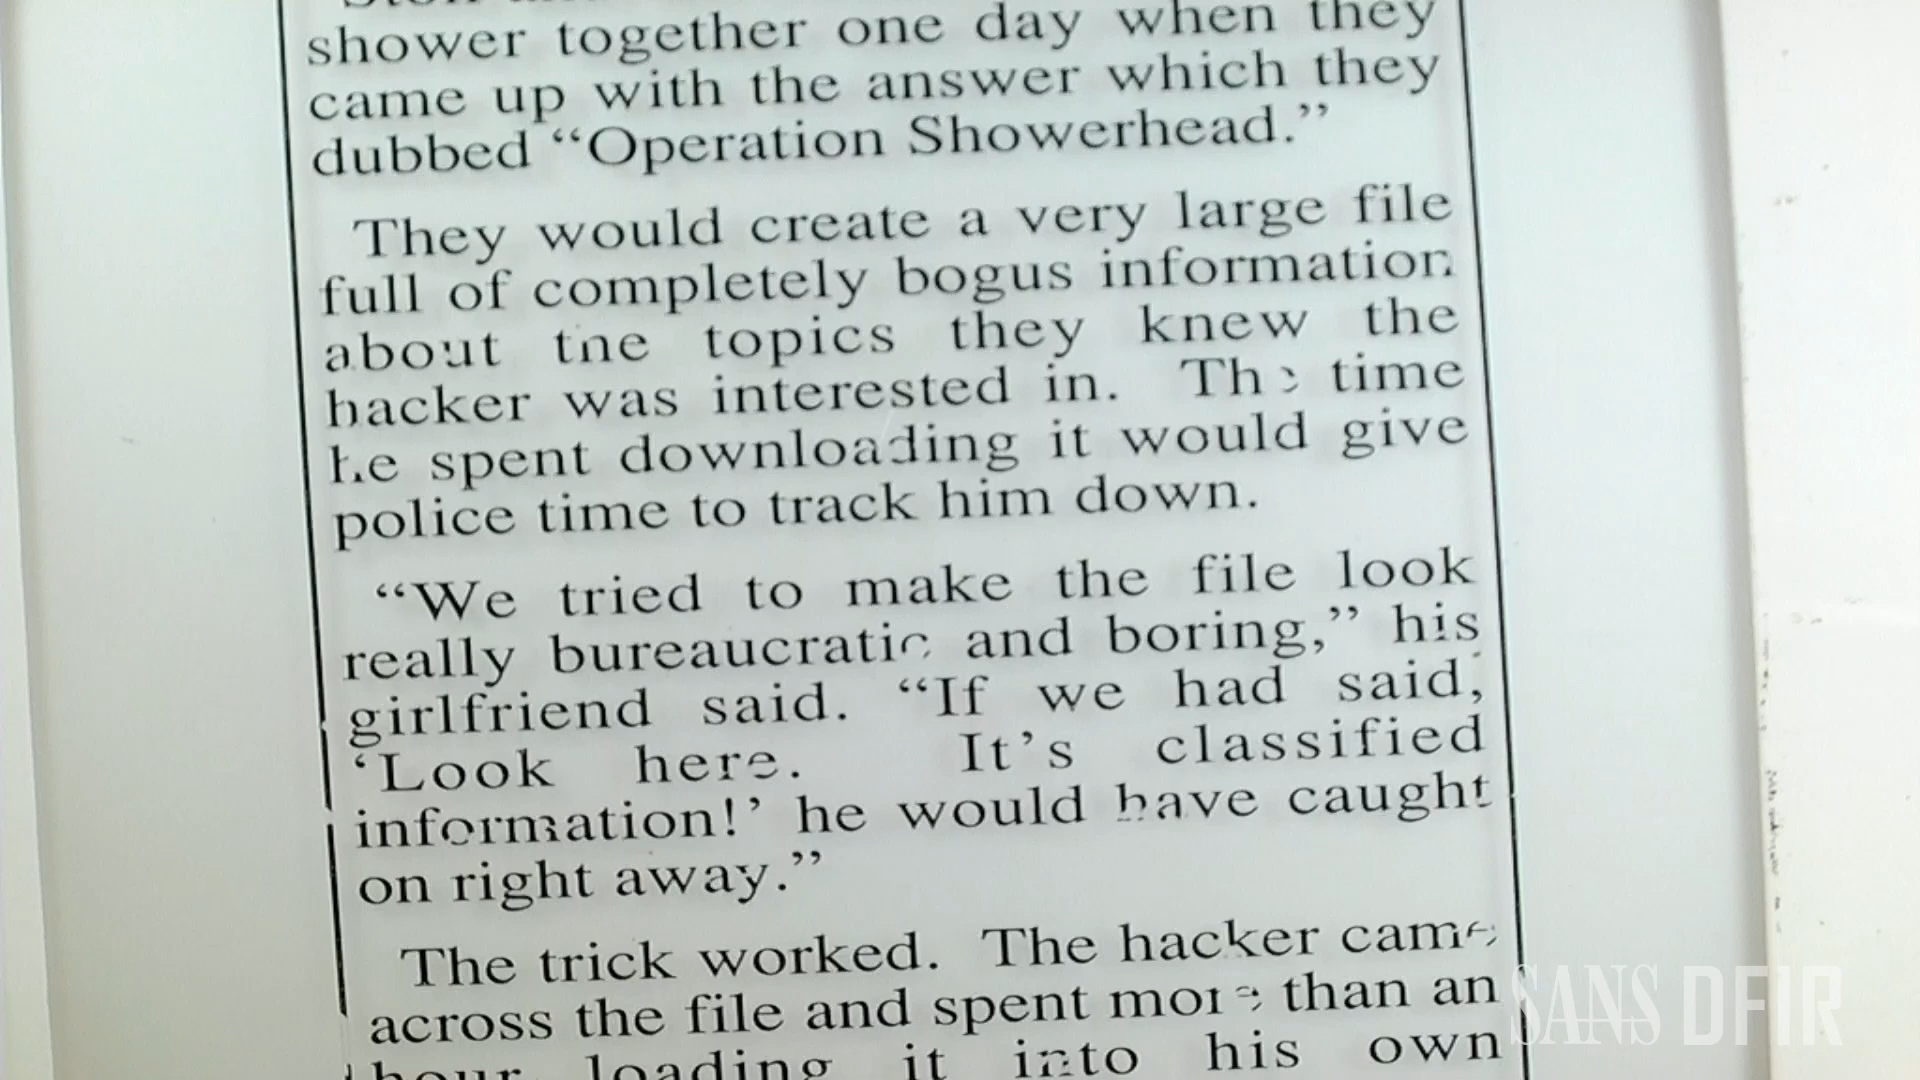 shower together one day when they
came up with the answer which they
dubbed “Operation Showerhead.”
They would create a very large file
full of completely bogus information
about the topics they knew the
hacker was interested in. The time
he spent downloading it would give
police time to track him down.
“We tried to make the file look
really bureaucratic and boring,” his
girlfriend said. “If we had said,
‘Look here. It’s classified
information!’ he would have caught
on right away.”
The trick worked. The hacker came
across the file and spent more than an
hour loading it into his own
SANS DFIR